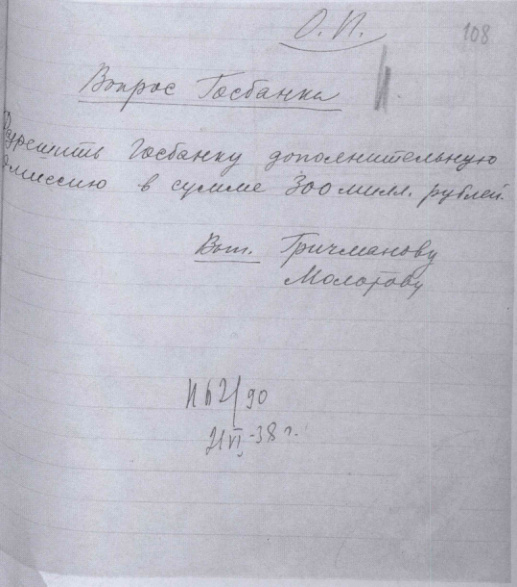 О.П.
108
Вопрос Госбанка
Разрешить Госбанку дополнительную
эмиссию в сумме 300 милл. рублей.
Вып. Гричманову
Молотову
П62/90
21/VI-38 г.